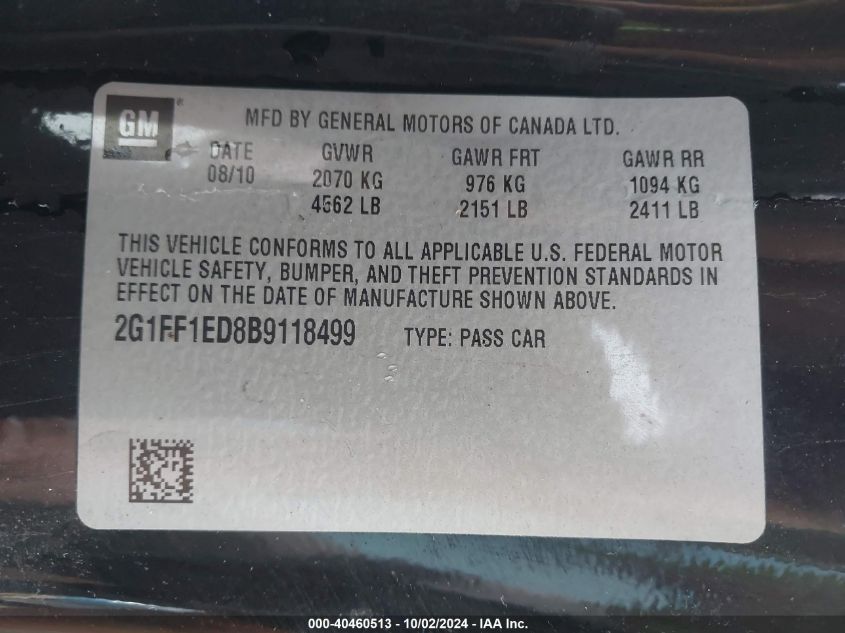 GM
MFD BY GENERAL MOTORS OF CANADA LTD.
DATE GVWR GAWR FRT GAWR RR
08/10 2070 KG 976 KG 1094 KG
4562 LB 2151 LB 2411 LB
THIS VEHICLE CONFORMS TO ALL APPLICABLE U.S. FEDERAL MOTOR
VEHICLE SAFETY, BUMPER, AND THEFT PREVENTION STANDARDS IN
EFFECT ON THE DATE OF MANUFACTURE SHOWN ABOVE.
2G1FF1ED8B9118499 TYPE: PASS CAR
000-40460513 - 10/02/2024 - IAA Inc.